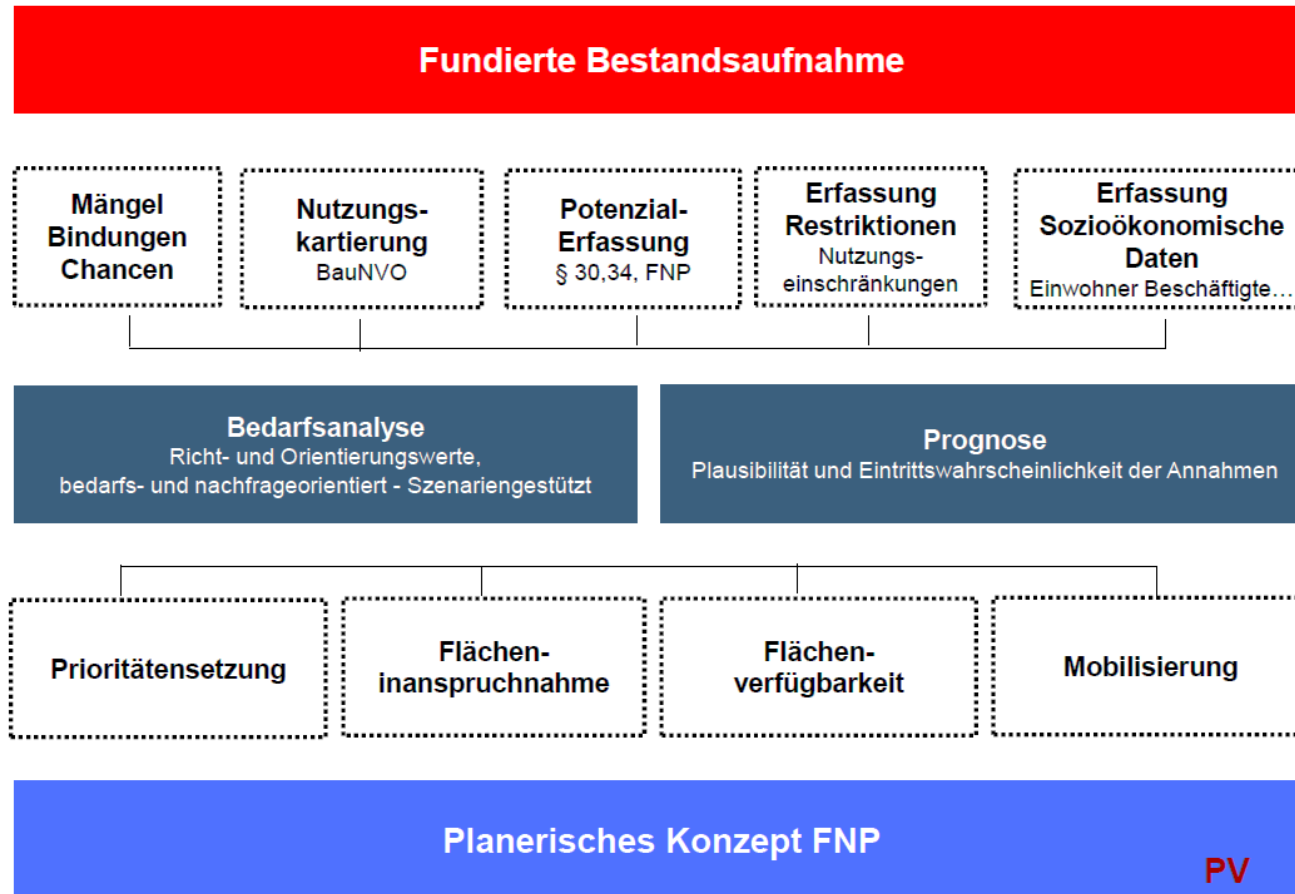 Fundierte Bestandsaufnahme
Mängel
Bindungen
Chancen
Nutzungs-
kartierung
BauNVO
Potenzial-
Erfassung
§ 30,34, FNP
Erfassung
Restriktionen
Nutzungs-
einschränkungen
Erfassung
Sozioökonomische
Daten
Einwohner Beschäftigte...
Bedarfsanalyse
Richt- und Orientierungswerte,
bedarfs- und nachfrageorientiert - Szenariengestützt
Prognose
Plausibilität und Eintrittswahrscheinlichkeit der Annahmen
Prioritätensetzung
Flächen-
inanspruchnahme
Flächen-
verfügbarkeit
Mobilisierung
Planerisches Konzept FNP
PV